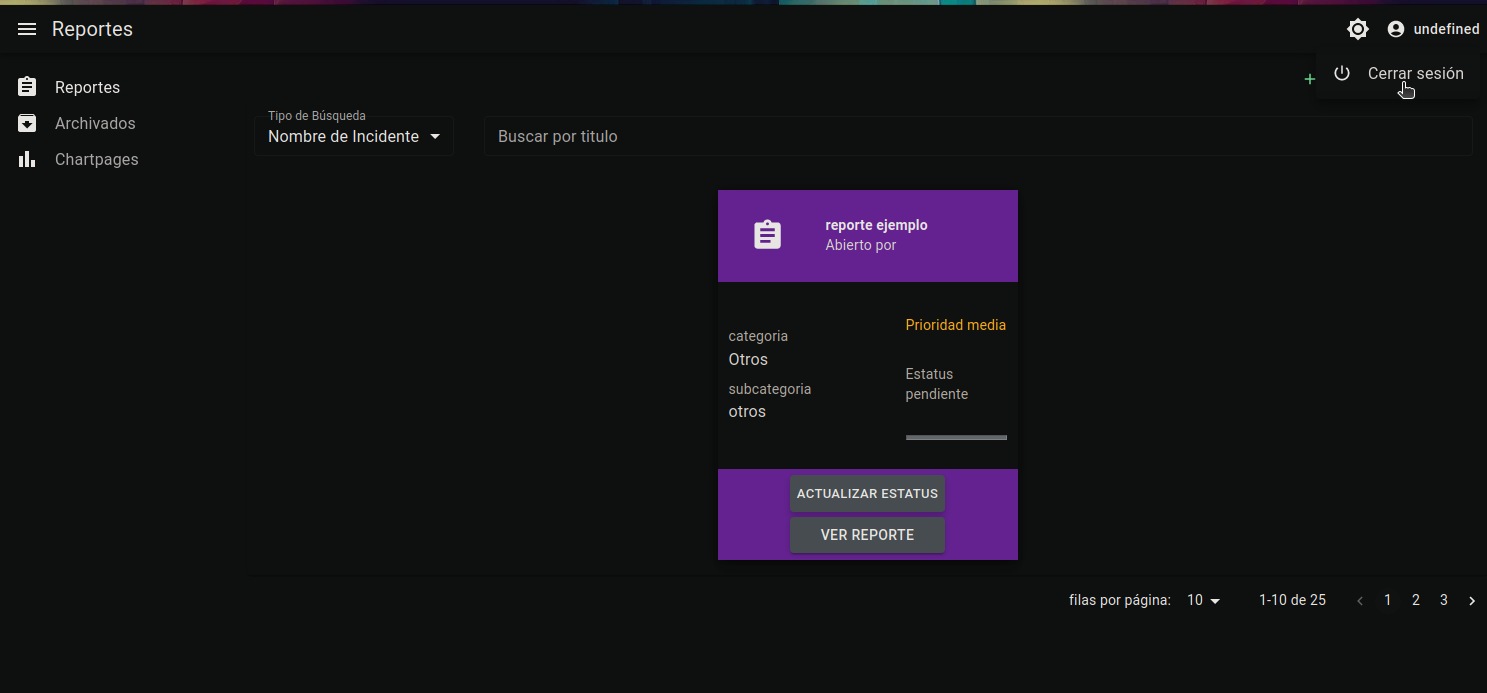 Reportes
undefined
Cerrar sesión
Reportes
Archivados
Chartpages
+
Tipo de Búsqueda
Nombre de Incidente
Buscar por titulo
reporte ejemplo
Abierto por
Prioridad media
categoria
Otros
Estatus
pendiente
subcategoria
otros
ACTUALIZAR ESTATUS
VER REPORTE
filas por página: 10 1-10 de 25 ‹ 1 2 3 ›